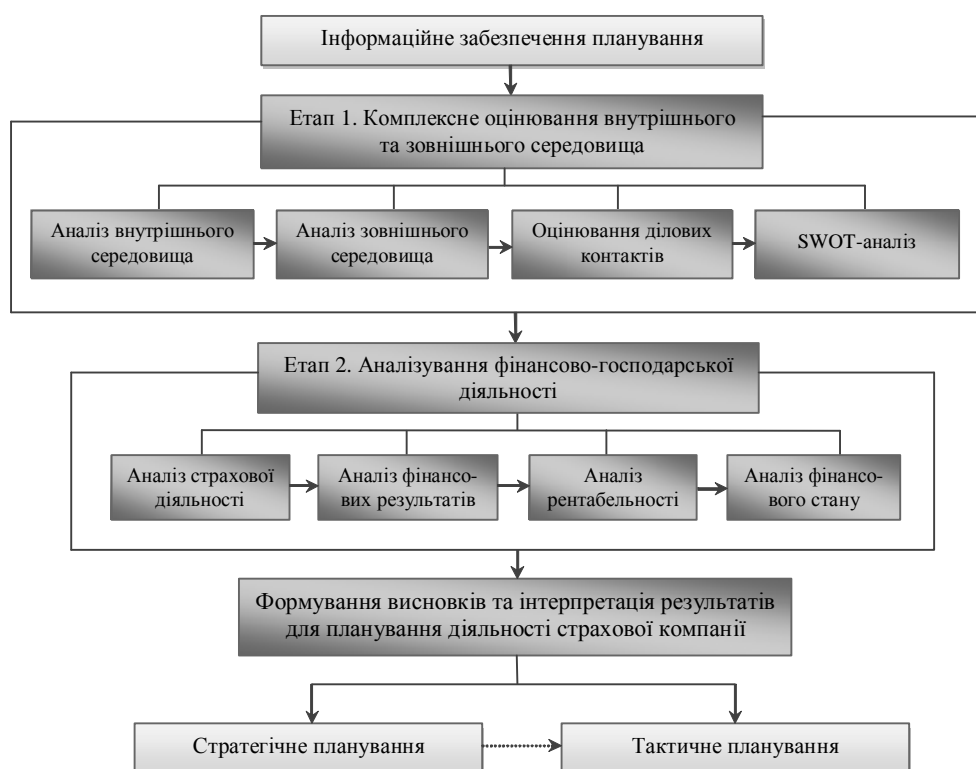 Інформаційне забезпечення планування
Етап 1. Комплексне оцінювання внутрішнього
та зовнішнього середовища
Аналіз внутрішнього
середовища
Аналіз зовнішнього
середовища
Оцінювання ділових
контактів
SWOT-аналіз
Етап 2. Аналізування фінансово-господарської
діяльності
Аналіз страхової
діяльності
Аналіз фінансо-
вих результатів
Аналіз
рентабельності
Аналіз фінансо-
вого стану
Формування висновків та інтерпретація результатів
для планування діяльності страхової компанії
Стратегічне планування
Тактичне планування